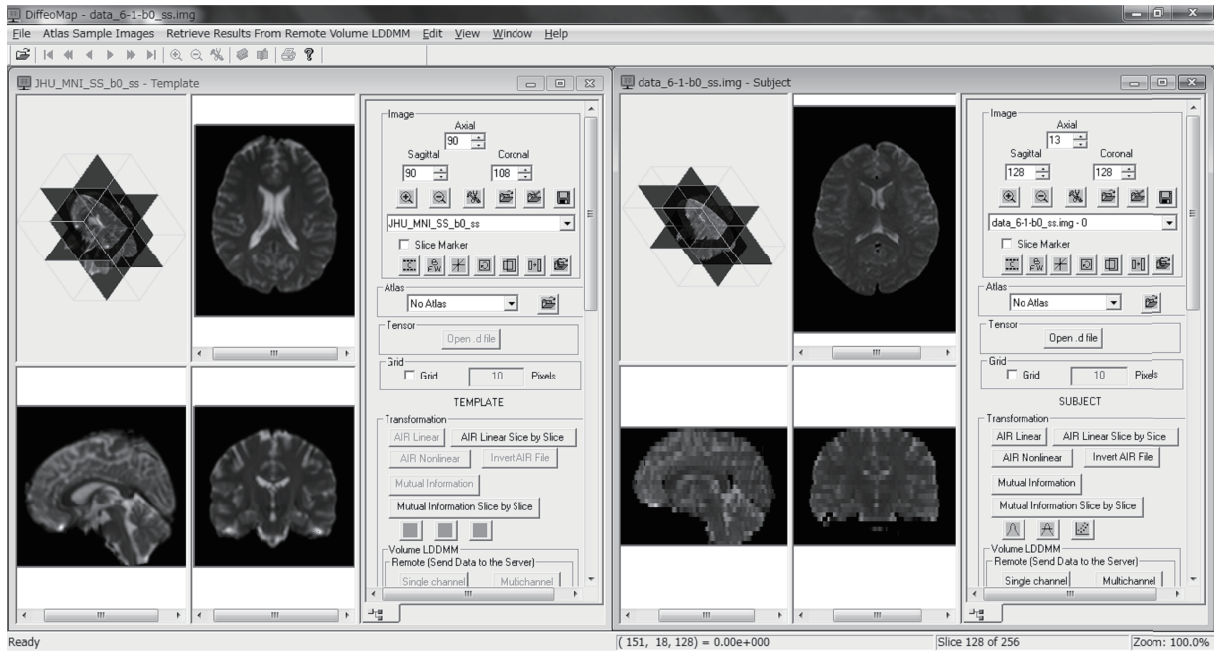 DiffeoMap - data_6-1-b0_ss.img
File Atlas Sample Images Retrieve Results From Remote Volume LDDMM Edit View Window Help
JHU_MNI_SS_b0_ss - Template
Image
Axial
90
Sagittal Coronal
90 108
JHU_MNI_SS_b0_ss
Slice Marker
Atlas
No Atlas
Tensor
Open .d file
Grid
Grid 10 Pixels
TEMPLATE
Transformation
AIR Linear AIR Linear Slice by Slice
AIR Nonlinear InvertAIR File
Mutual Information
Mutual Information Slice by Slice
Volume LDDMM
Remote (Send Data to the Server)
Single channel Multichannel
data_6-1-b0_ss.img - Subject
Image
Axial
13
Sagittal Coronal
128 128
data_6-1-b0_ss.img - 0
Slice Marker
Atlas
No Atlas
Tensor
Open .d file
Grid
Grid 10 Pixels
SUBJECT
Transformation
AIR Linear AIR Linear Slice by Slice
AIR Nonlinear InvertAIR File
Mutual Information
Mutual Information Slice by Slice
Volume LDDMM
Remote (Send Data to the Server)
Single channel Multichannel
Ready ( 151, 18, 128) = 0.00e+000 Slice 128 of 256 Zoom: 100.0%